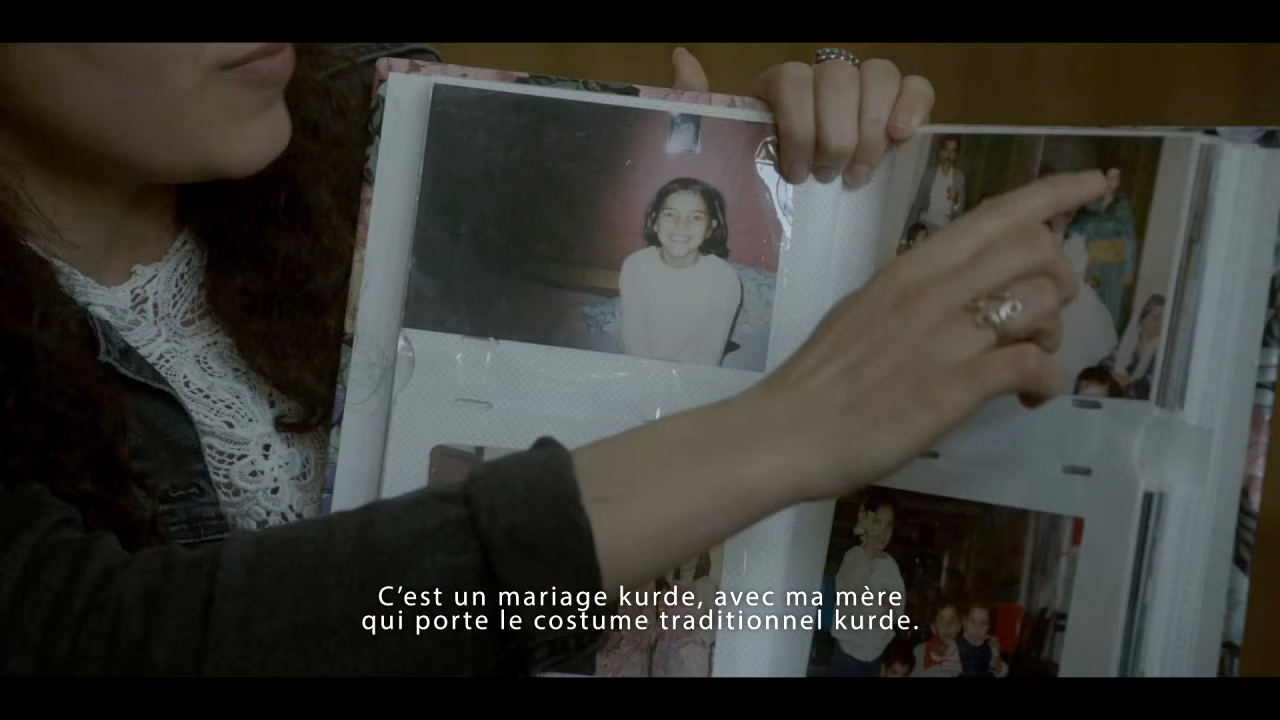 C’est un mariage kurde, avec ma mère
qui porte le costume traditionnel kurde.